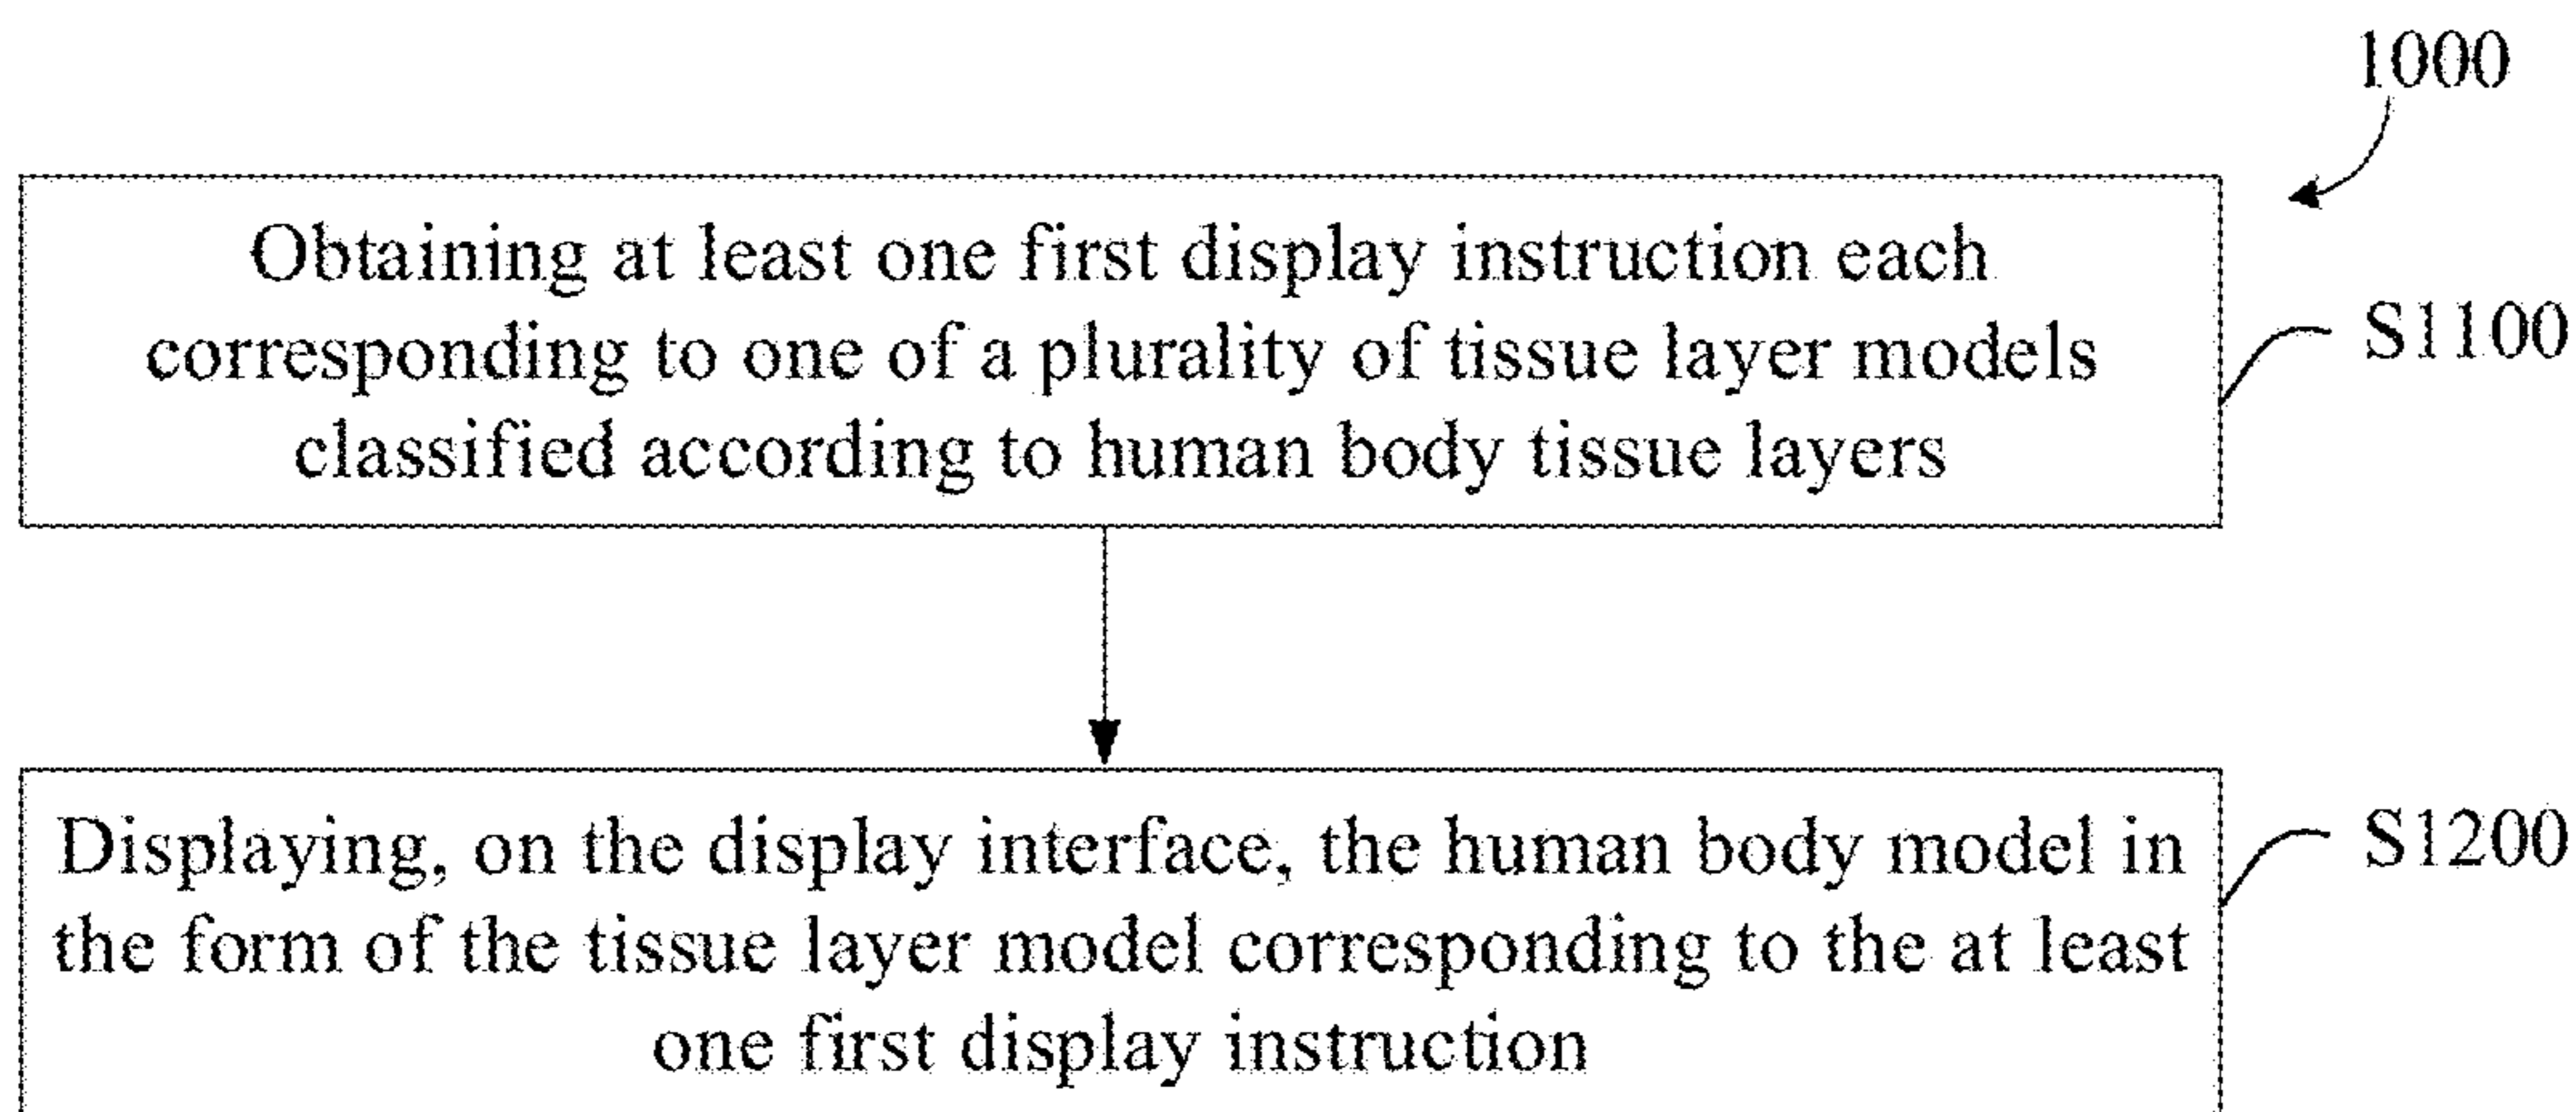 1000
Obtaining at least one first display instruction each
corresponding to one of a plurality of tissue layer models
classified according to human body tissue layers
S1100
Displaying, on the display interface, the human body model in
the form of the tissue layer model corresponding to the at least
one first display instruction
S1200